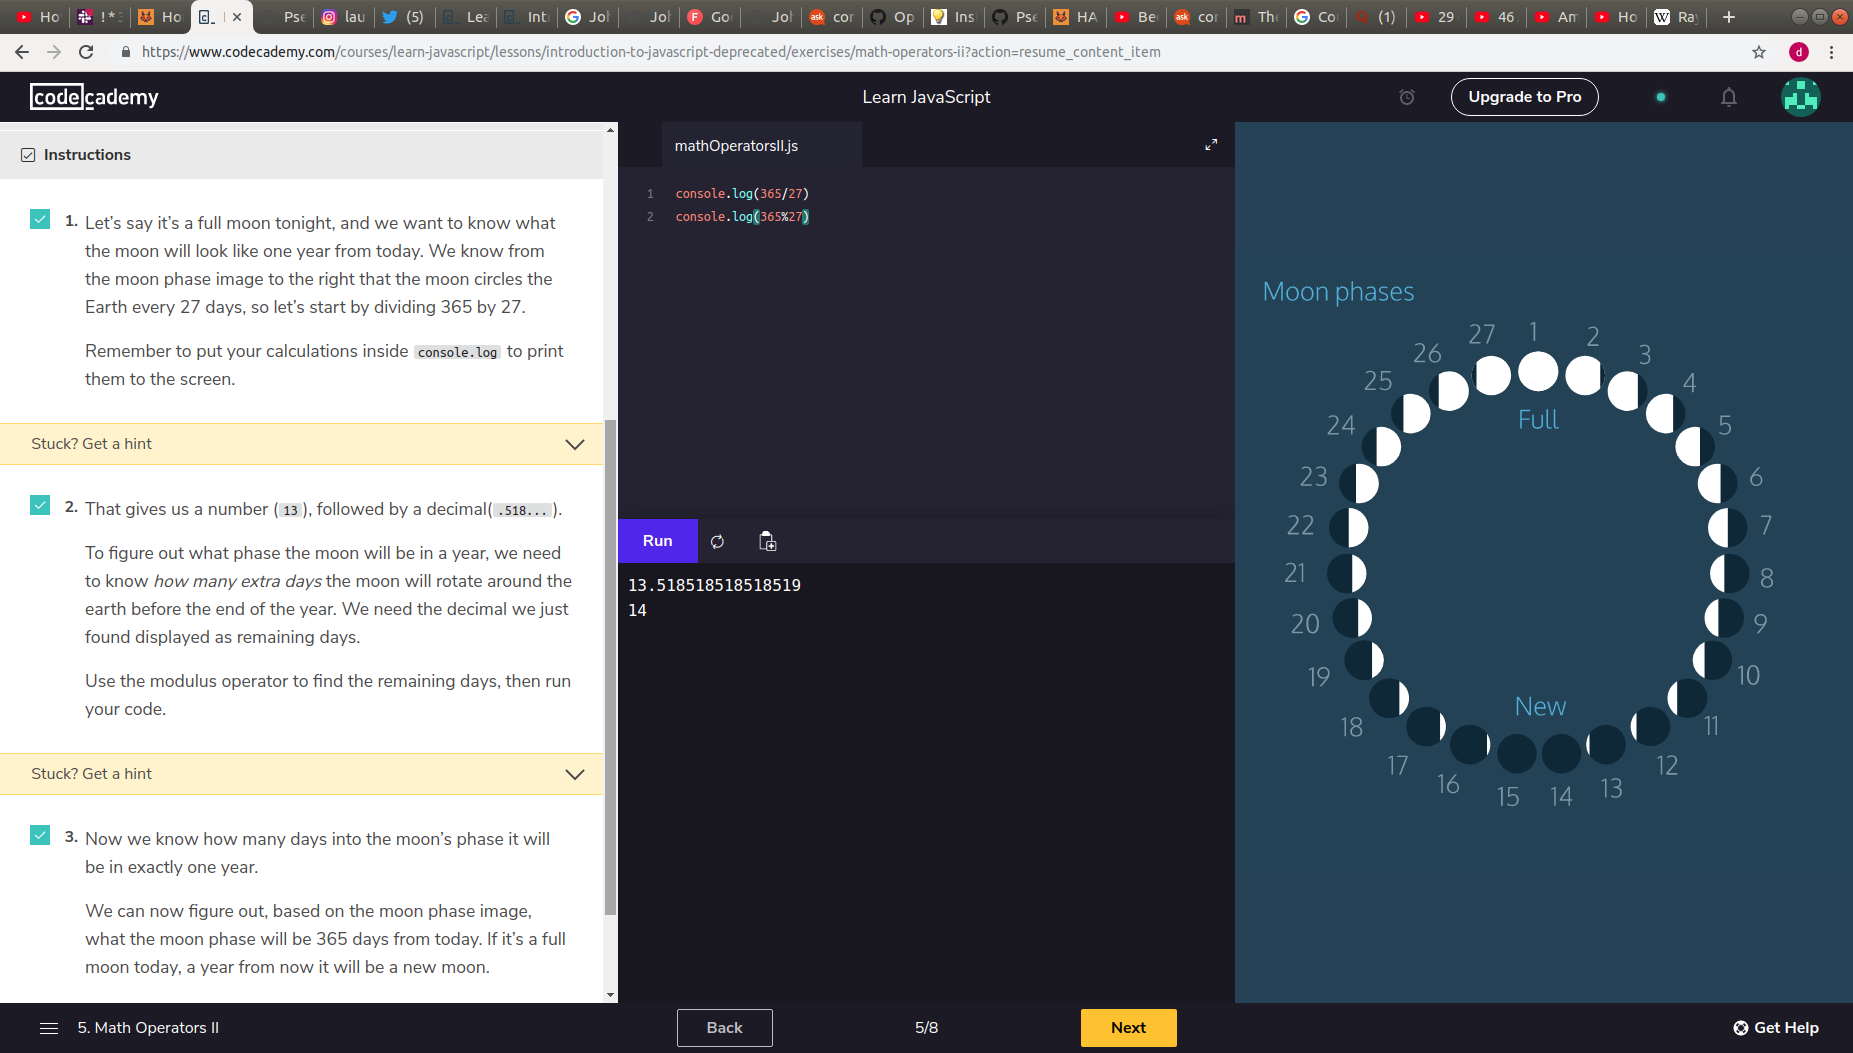 Ho
! * 3
Ho
Pse
lau
(5)
Lea
Int
Joh
Joh
Go
Joh
cor
Op
Ins
Pse
HA
Be
cor
The
Co
(1)
29
46
Am
Ho
Ray
https://www.codecademy.com/courses/learn-javascript/lessons/introduction-to-javascript-deprecated/exercises/math-operators-ii?action=resume_content_item
d
codecademy
Learn JavaScript
Upgrade to Pro
Instructions
1. Let’s say it’s a full moon tonight, and we want to know what
the moon will look like one year from today. We know from
the moon phase image to the right that the moon circles the
Earth every 27 days, so let’s start by dividing 365 by 27.
Remember to put your calculations inside console.log to print
them to the screen.
Stuck? Get a hint
2. That gives us a number ( 13 ), followed by a decimal( .518... ).
To figure out what phase the moon will be in a year, we need
to know how many extra days the moon will rotate around the
earth before the end of the year. We need the decimal we just
found displayed as remaining days.
Use the modulus operator to find the remaining days, then run
your code.
Stuck? Get a hint
3. Now we know how many days into the moon’s phase it will
be in exactly one year.
We can now figure out, based on the moon phase image,
what the moon phase will be 365 days from today. If it’s a full
moon today, a year from now it will be a new moon.
mathOperatorsII.js
1 console.log(365/27)
2 console.log(365%27)
Run
13.518518518518519
14
Moon phases
1
2
3
4
5
6
7
8
9
10
11
12
13
14
15
16
17
18
19
20
21
22
23
24
25
26
27
Full
New
5. Math Operators II
Back
5/8
Next
Get Help